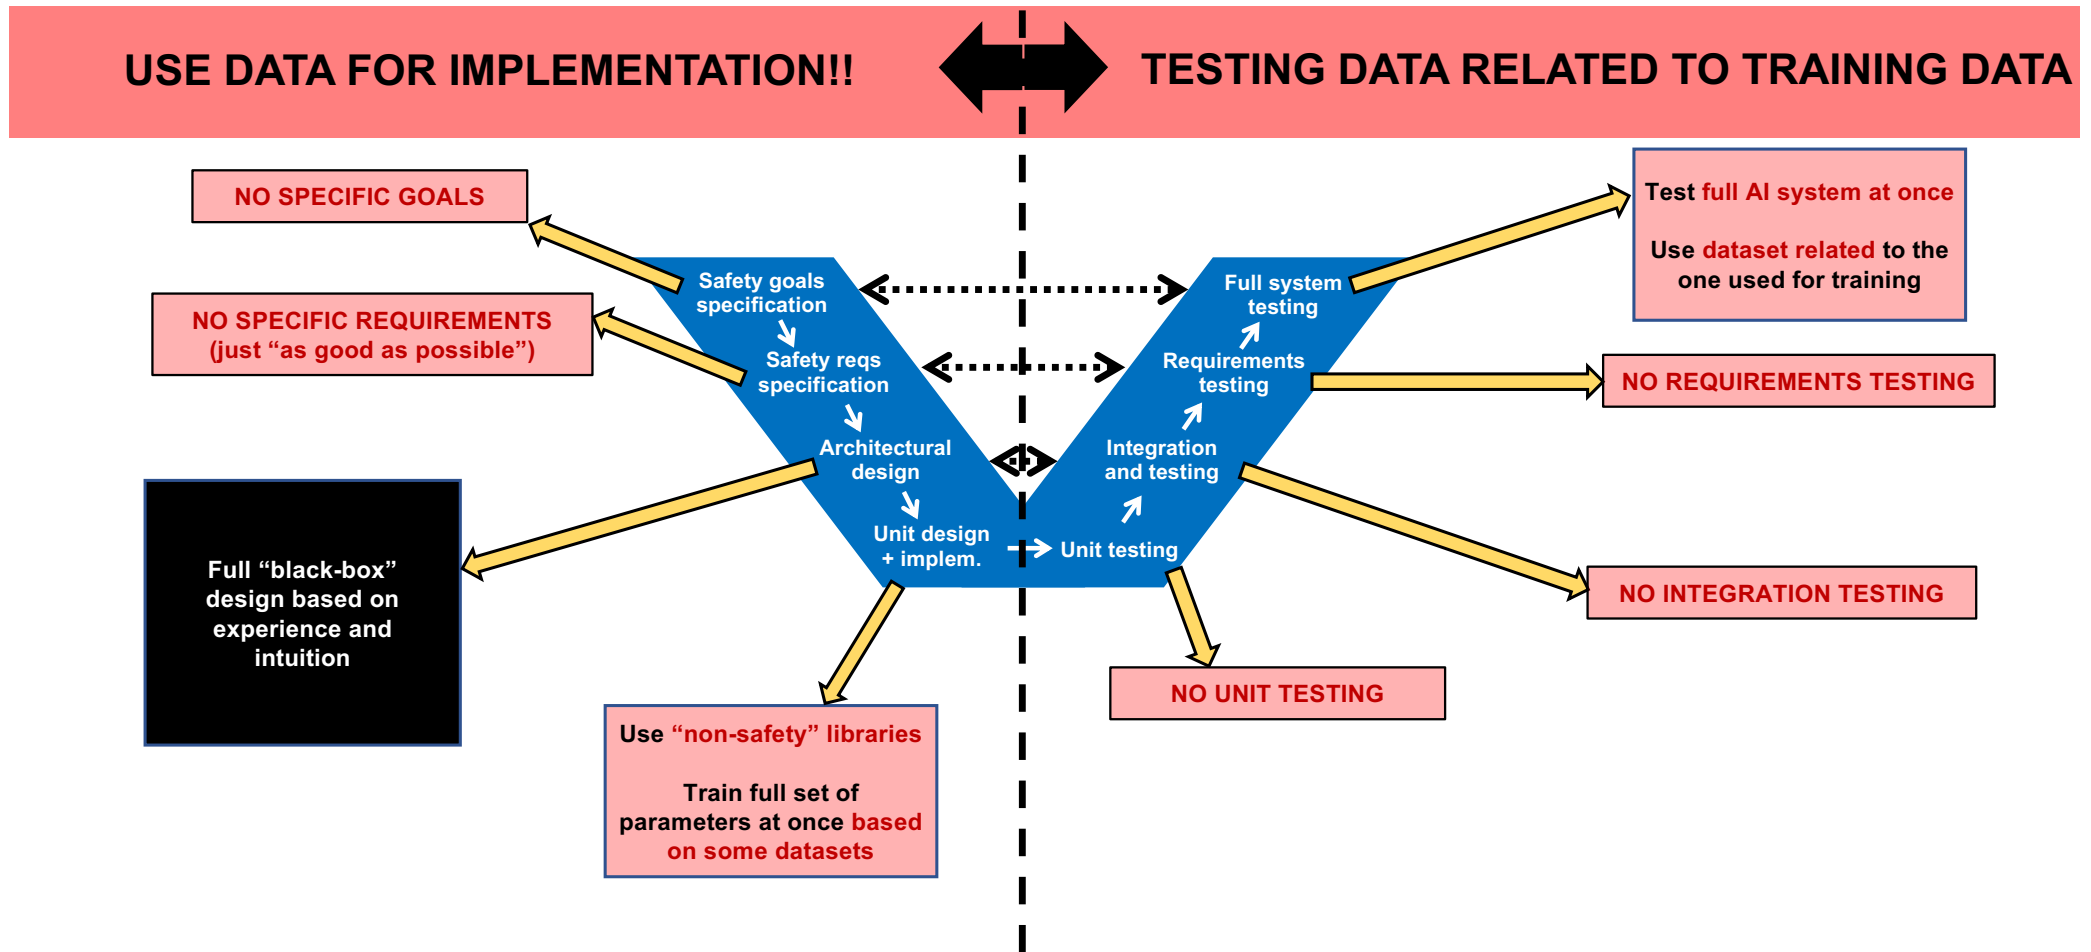 USE DATA FOR IMPLEMENTATION!!
TESTING DATA RELATED TO TRAINING DATA
NO SPECIFIC GOALS
NO SPECIFIC REQUIREMENTS
(just “as good as possible”)
Full “black-box”
design based on
experience and
intuition
Use “non-safety” libraries
Train full set of
parameters at once based
on some datasets
Safety goals
specification
Safety reqs
specification
Architectural
design
Unit design
+ implem.
Unit testing
Integration
and testing
Requirements
testing
Full system
testing
Test full AI system at once
Use dataset related to the
one used for training
NO REQUIREMENTS TESTING
NO INTEGRATION TESTING
NO UNIT TESTING